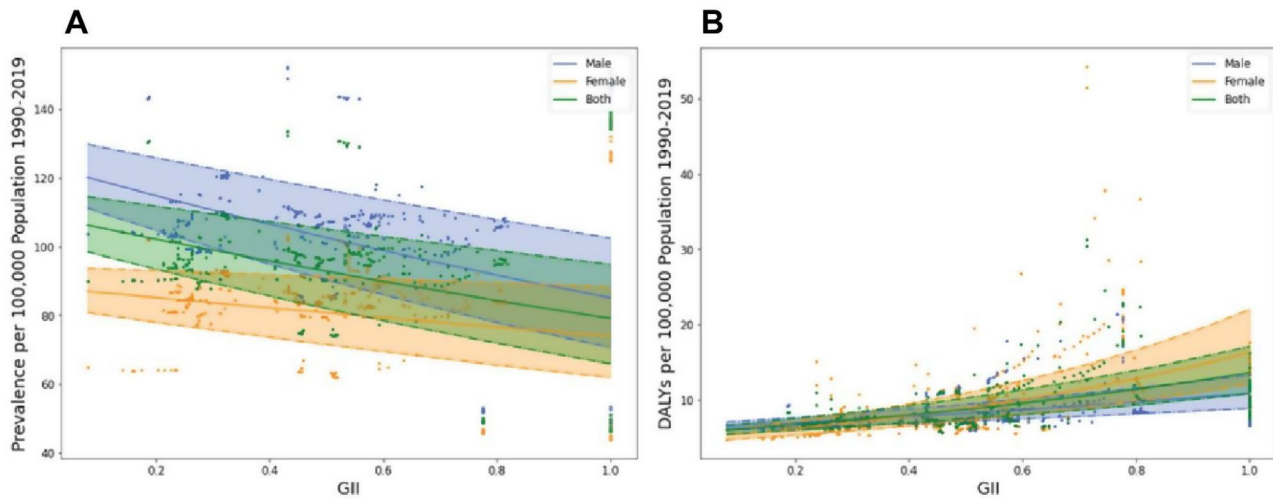 A
B
Prevalence per 100,000 Population 1990-2019
140
120
100
80
60
40
0.2
0.4
0.6
0.8
1.0
GII
Male
Female
Both
DALYs per 100,000 Population 1990-2019
50
40
30
20
10
0.2
0.4
0.6
0.8
1.0
GII
Male
Female
Both